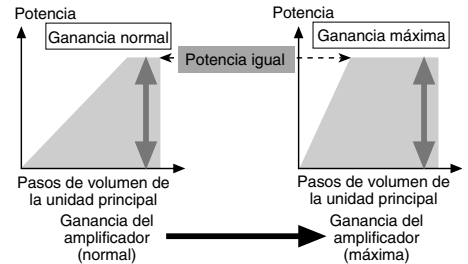 Potencia
Ganancia normal
Potencia igual
Potencia
Ganancia máxima
Pasos de volumen de
la unidad principal
Pasos de volumen de
la unidad principal
Ganancia del
amplificador
(normal)
Ganancia del
amplificador
(máxima)